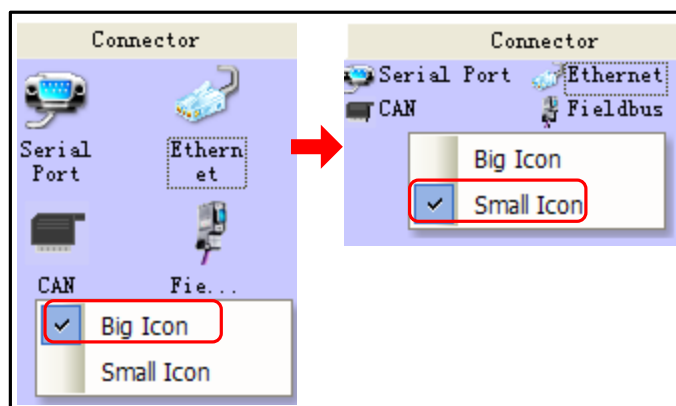 Connector
Serial
Port
Ethern
et
CAN
Fie...
Big Icon
Small Icon
Connector
Serial Port
Ethernet
CAN
Fieldbus
Big Icon
Small Icon